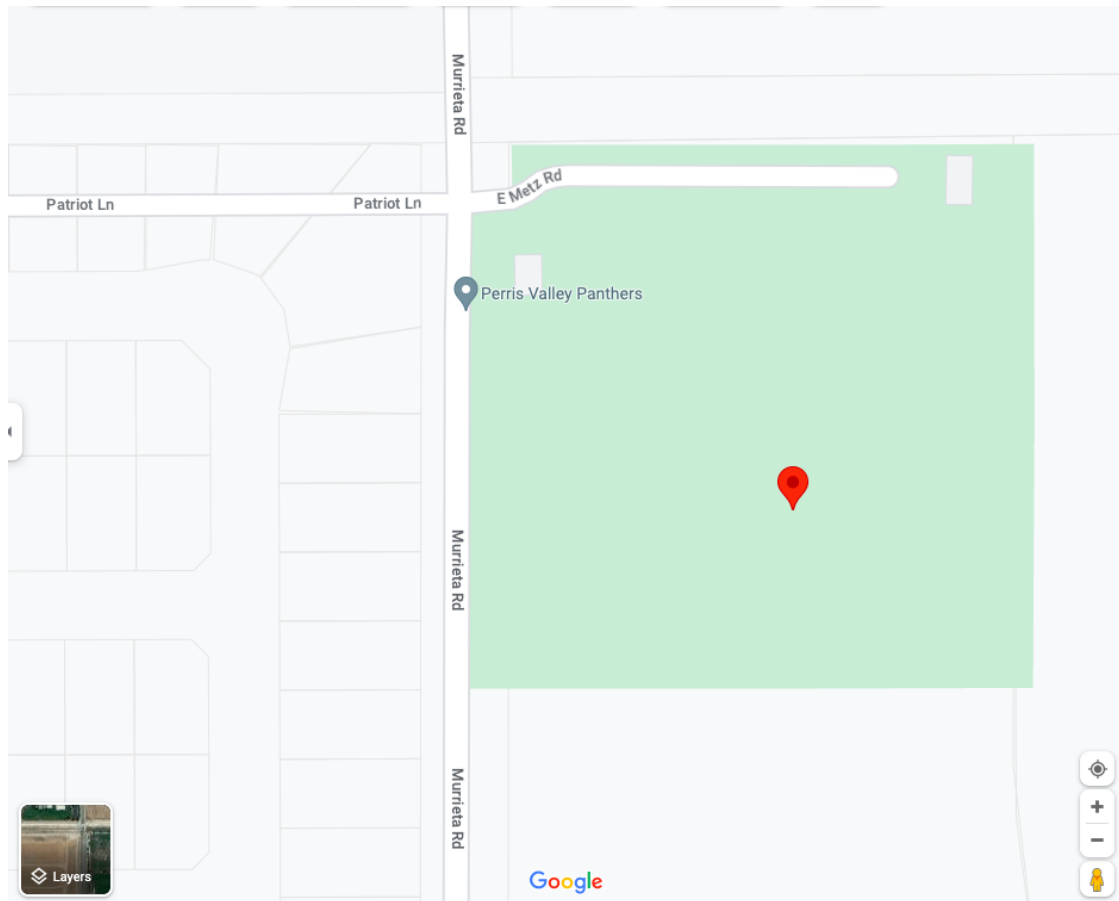 Murrieta Rd
E Metz Rd
Patriot Ln
Patriot Ln
Perris Valley Panthers
Murrieta Rd
Murrieta Rd
Layers
Google